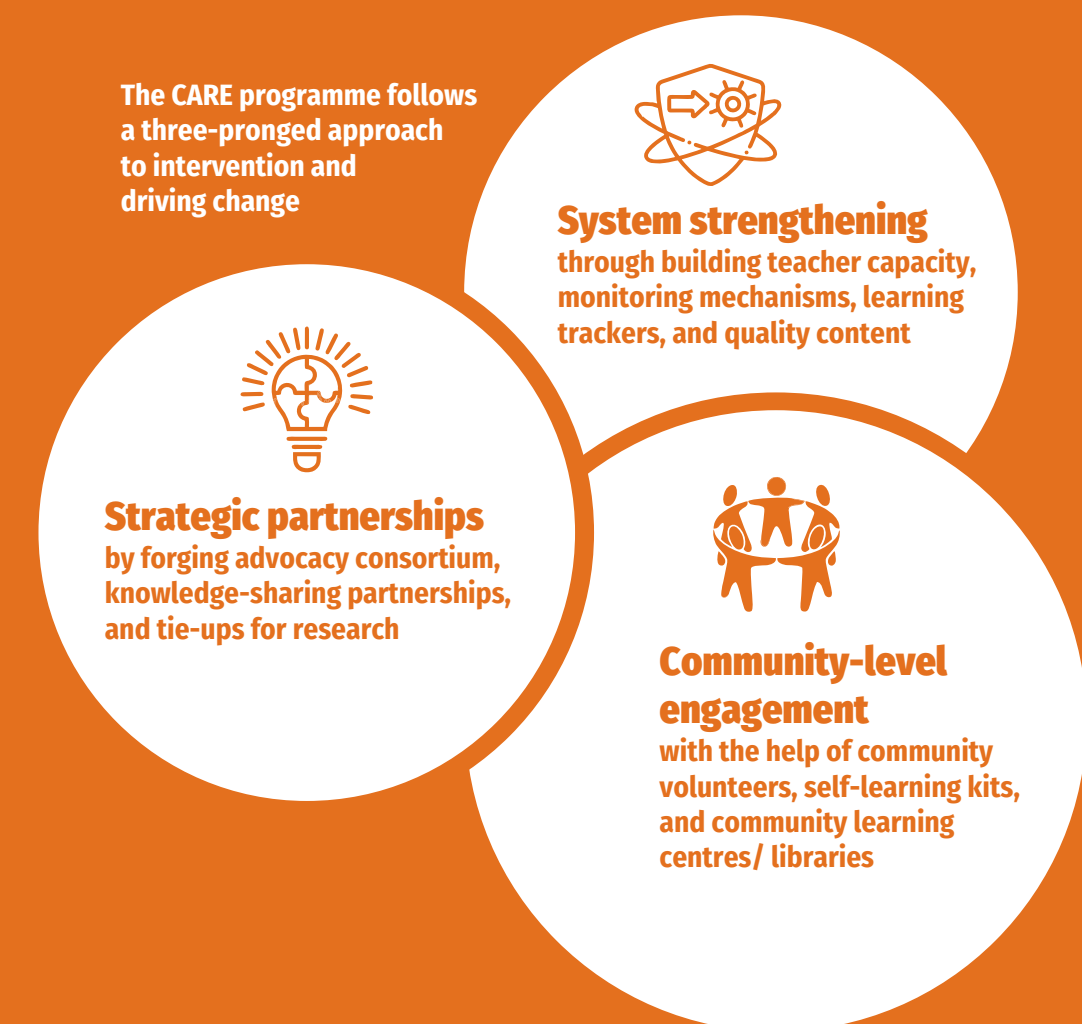 The CARE programme follows
a three-pronged approach
to intervention and
driving change
System strengthening
through building teacher capacity,
monitoring mechanisms, learning
trackers, and quality content
Strategic partnerships
by forging advocacy consortium,
knowledge-sharing partnerships,
and tie-ups for research
Community-level
engagement
with the help of community
volunteers, self-learning kits,
and community learning
centres/ libraries